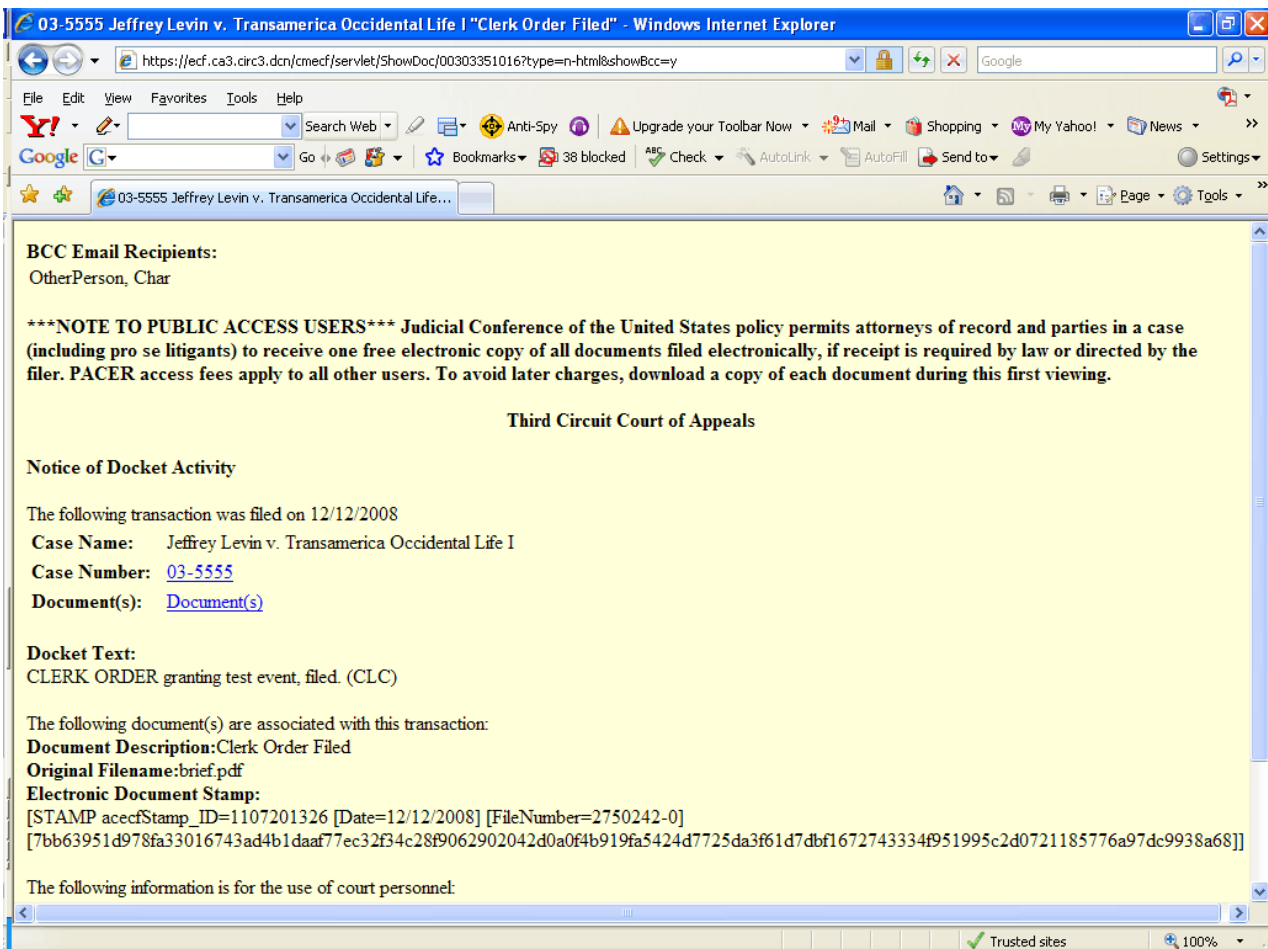 03-5555 Jeffrey Levin v. Transamerica Occidental Life I "Clerk Order Filed" - Windows Internet Explorer
https://ecf.ca3.circ3.dcn/cmecf/servlet/ShowDoc/00303351016?type=n-html&showBcc=y
Google
File Edit View Favorites Tools Help
Y! Search Web Anti-Spy Upgrade your Toolbar Now Mail Shopping My Yahoo! News »
Google G Go 38 blocked Bookmarks Check AutoLink AutoFill Send to Settings
03-5555 Jeffrey Levin v. Transamerica Occidental Life... Page Tools »
BCC Email Recipients:
OtherPerson, Char
***NOTE TO PUBLIC ACCESS USERS*** Judicial Conference of the United States policy permits attorneys of record and parties in a case
(including pro se litigants) to receive one free electronic copy of all documents filed electronically, if receipt is required by law or directed by the
filer. PACER access fees apply to all other users. To avoid later charges, download a copy of each document during this first viewing.
Third Circuit Court of Appeals
Notice of Docket Activity
The following transaction was filed on 12/12/2008
Case Name: Jeffrey Levin v. Transamerica Occidental Life I
Case Number: 03-5555
Document(s): Document(s)
Docket Text:
CLERK ORDER granting test event, filed. (CLC)
The following document(s) are associated with this transaction:
Document Description:Clerk Order Filed
Original Filename:brief.pdf
Electronic Document Stamp:
[STAMP acecfStamp_ID=1107201326 [Date=12/12/2008] [FileNumber=2750242-0]
[7bb63951d978fa33016743ad4b1daaf77ec32f34c28f9062902042d0a0f4b919fa5424d7725da3f61d7dbf1672743334f951995c2d0721185776a97dc9938a68]]
The following information is for the use of court personnel:
Trusted sites 100%